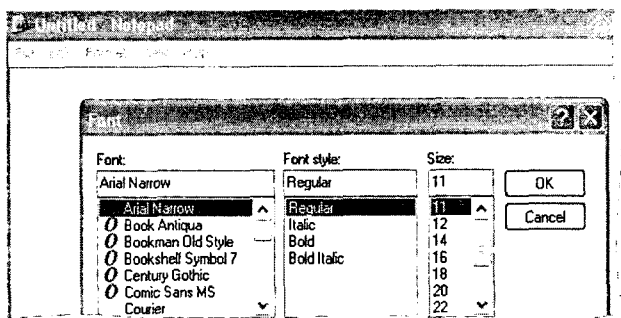 Untitled - Notepad
Format
Font
Font: Font style: Size:
Arial Narrow Regular 11 OK
Arial Narrow Regular 11 Cancel
O Book Antiqua Italic 12
O Bookman Old Style Bold 14
O Bookshelf Symbol 7 Bold Italic 16
O Century Gothic 18
O Comic Sans MS 20
Courier 22